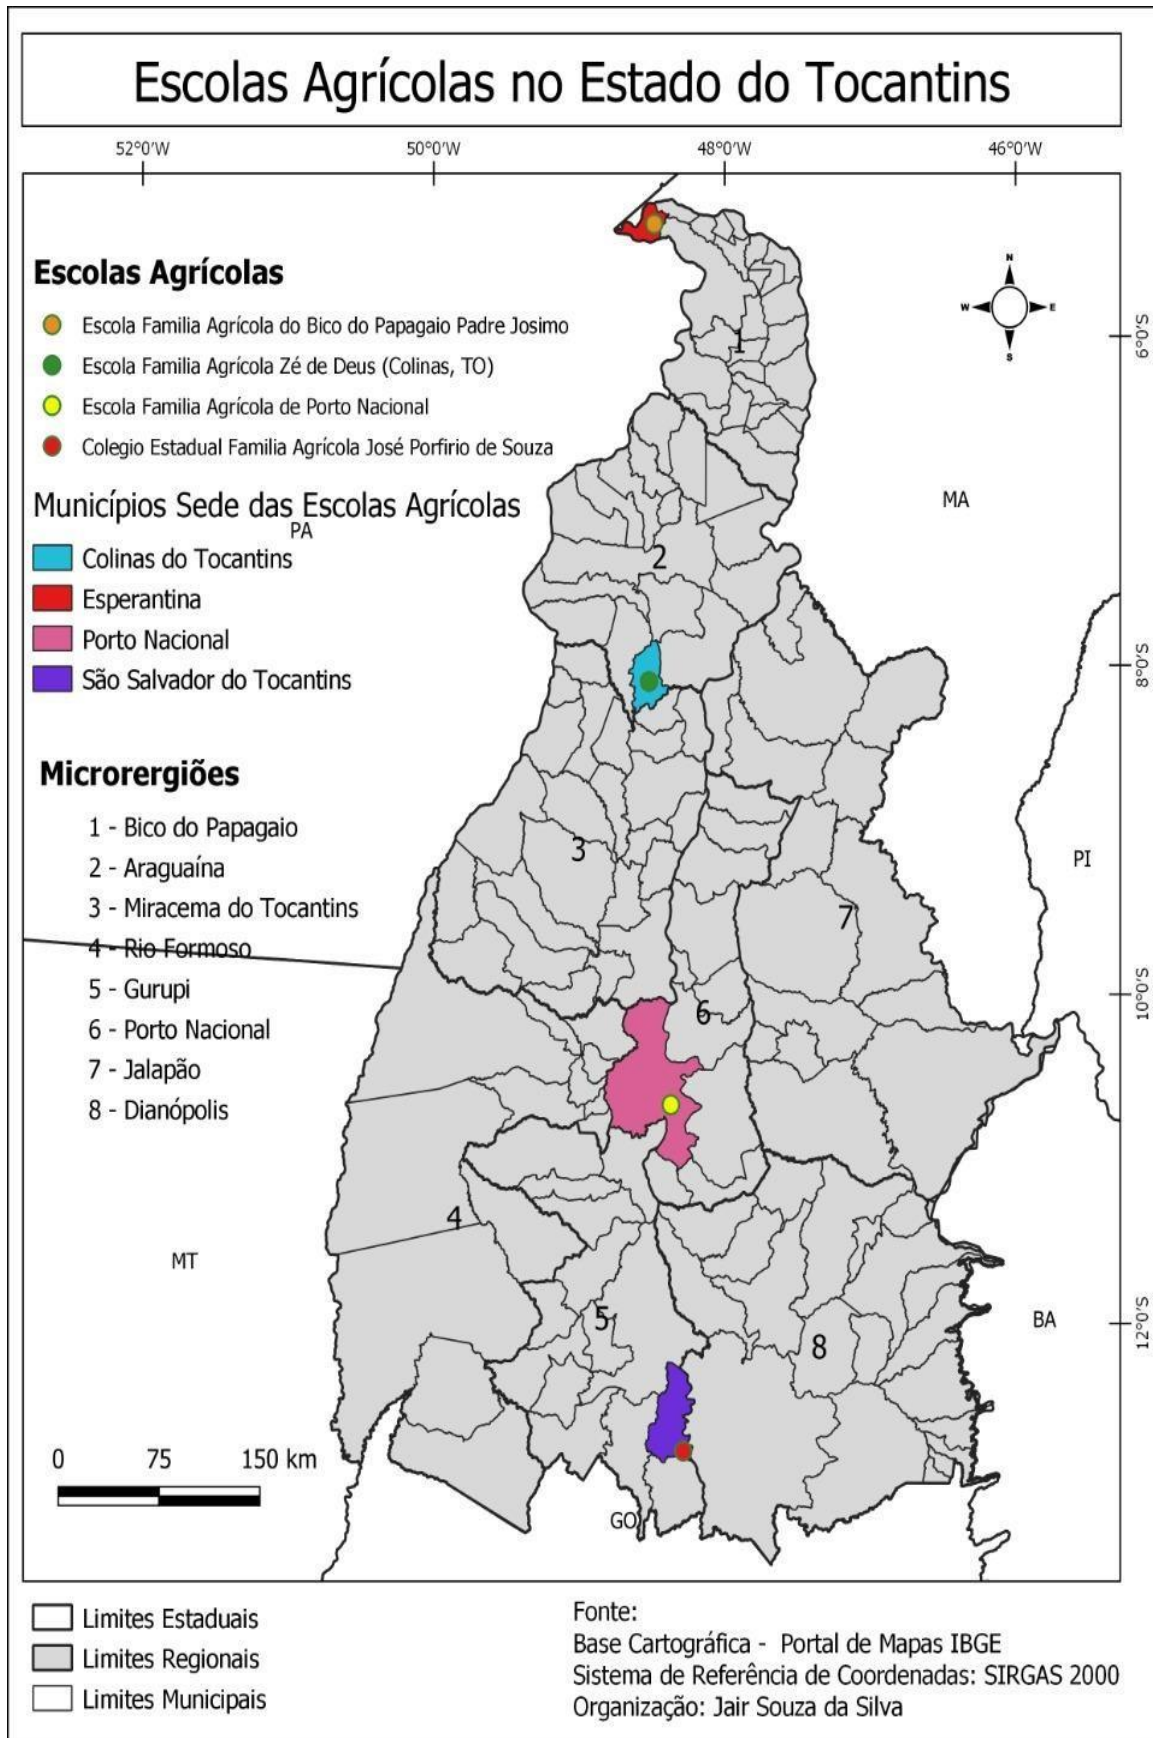 Escolas Agrícolas no Estado do Tocantins
52°0'W 50°0'W 48°0'W 46°0'W
Escolas Agrícolas
Escola Familia Agrícola do Bico do Papagaio Padre Josimo
Escola Familia Agrícola Zé de Deus (Colinas, TO)
Escola Familia Agrícola de Porto Nacional
Colegio Estadual Familia Agrícola José Porfirio de Souza
Municípios Sede das Escolas Agrícolas
PA
Colinas do Tocantins
Esperantina
Porto Nacional
São Salvador do Tocantins
Microrergiões
1 - Bico do Papagaio
2 - Araguaína
3 - Miracema do Tocantins
4 - Rio Formoso
5 - Gurupi
6 - Porto Nacional
7 - Jalapão
8 - Dianópolis
N
W E
S
1
2
3
4
5
6
7
8
MA
PI
MT
BA
GO
6°0'S
8°0'S
10°0'S
12°0'S
0 75 150 km
Limites Estaduais
Limites Regionais
Limites Municipais
Fonte:
Base Cartográfica - Portal de Mapas IBGE
Sistema de Referência de Coordenadas: SIRGAS 2000
Organização: Jair Souza da Silva